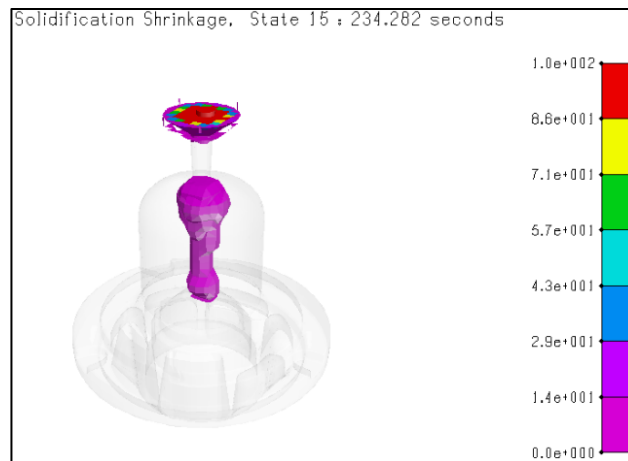 Solidification Shrinkage, State 15 : 234.282 seconds
1.0e+002
8.6e+001
7.1e+001
5.7e+001
4.3e+001
2.9e+001
1.4e+001
0.0e+000